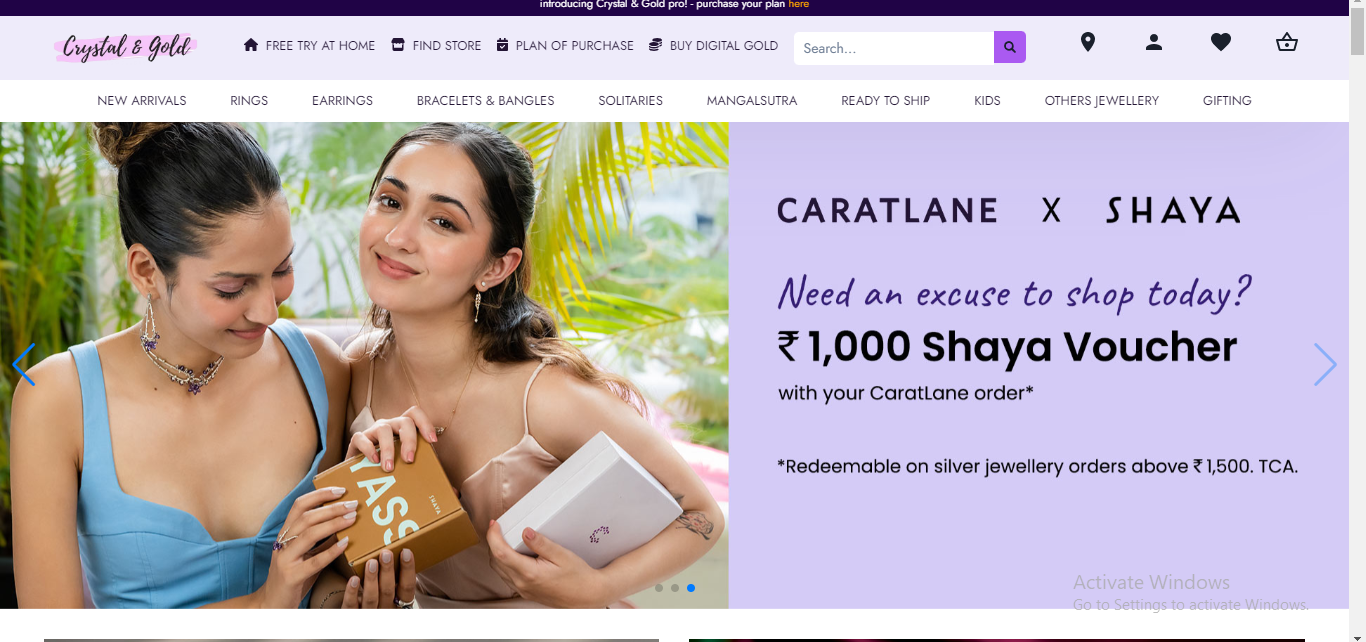 introducing Crystal & Gold pro! - purchase your plan here
Crystal & Gold
FREE TRY AT HOME FIND STORE PLAN OF PURCHASE BUY DIGITAL GOLD Search...
NEW ARRIVALS RINGS EARRINGS BRACELETS & BANGLES SOLITARIES MANGALSUTRA READY TO SHIP KIDS OTHERS JEWELLERY GIFTING
CARATLANE X SHAYA
Need an excuse to shop today?
₹ 1,000 Shaya Voucher
with your CaratLane order*
*Redeemable on silver jewellery orders above ₹ 1,500. TCA.
YASS
SHAYA
Activate Windows
Go to Settings to activate Windows.